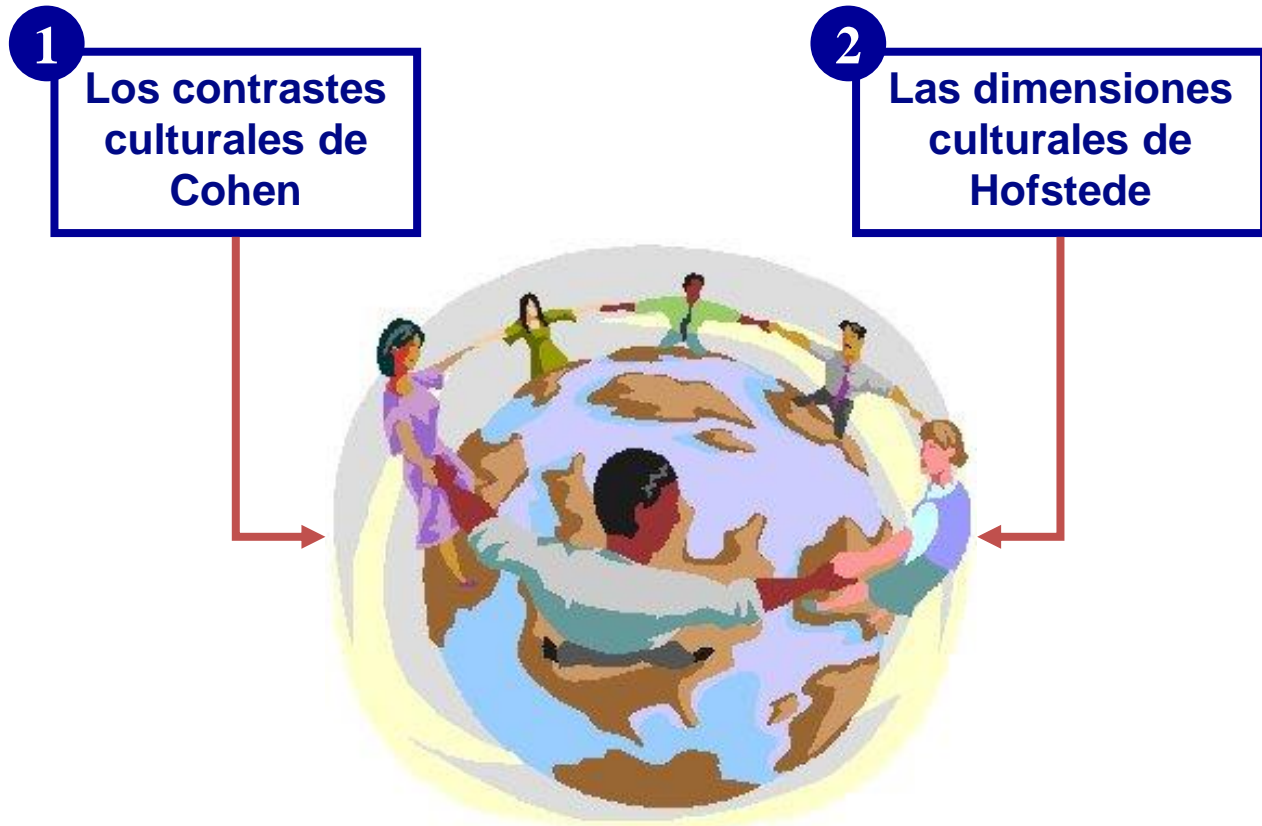 1
Los contrastes
culturales de
Cohen
2
Las dimensiones
culturales de
Hofstede